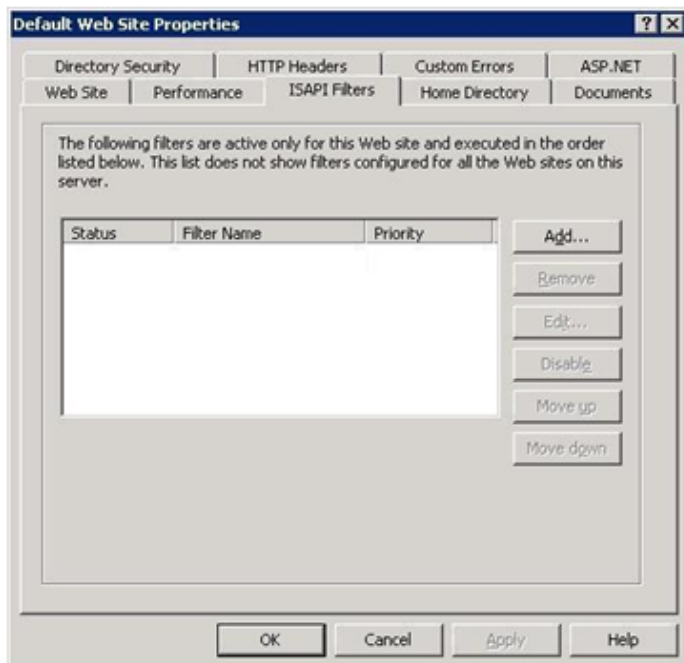 Default Web Site Properties
Directory Security HTTP Headers Custom Errors ASP.NET
Web Site Performance ISAPI Filters Home Directory Documents
The following filters are active only for this Web site and executed in the order
listed below. This list does not show filters configured for all the Web sites on this
server.
Status Filter Name Priority
Add...
Remove
Edit...
Disable
Move up
Move down
OK Cancel Apply Help